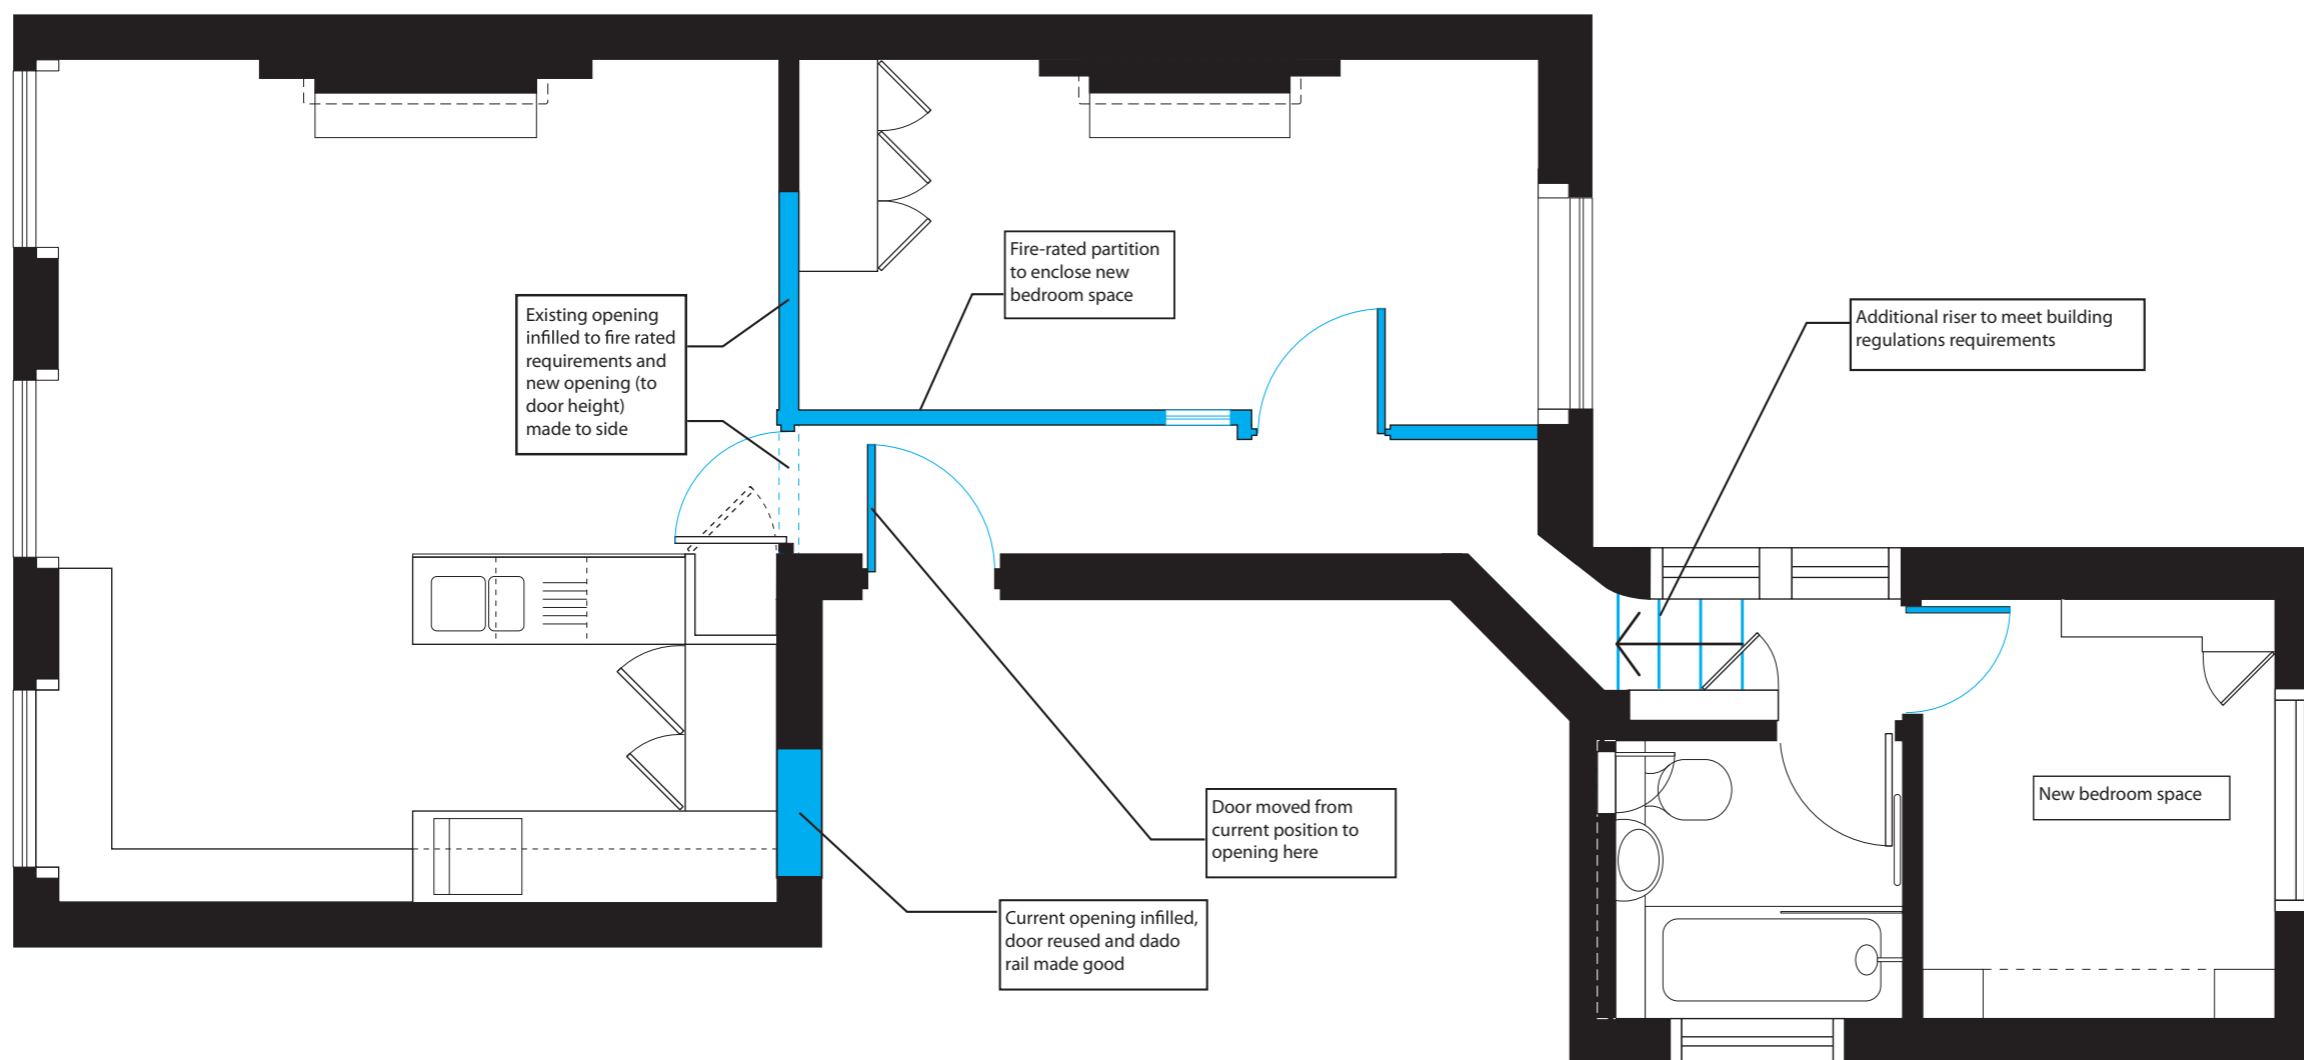 Fire-rated partition
to enclose new
bedroom space
Existing opening
infilled to fire rated
requirements and
new opening (to
door height)
made to side
Additional riser to meet building
regulations requirements
Door moved from
current position to
opening here
New bedroom space
Current opening infilled,
door reused and dado
rail made good